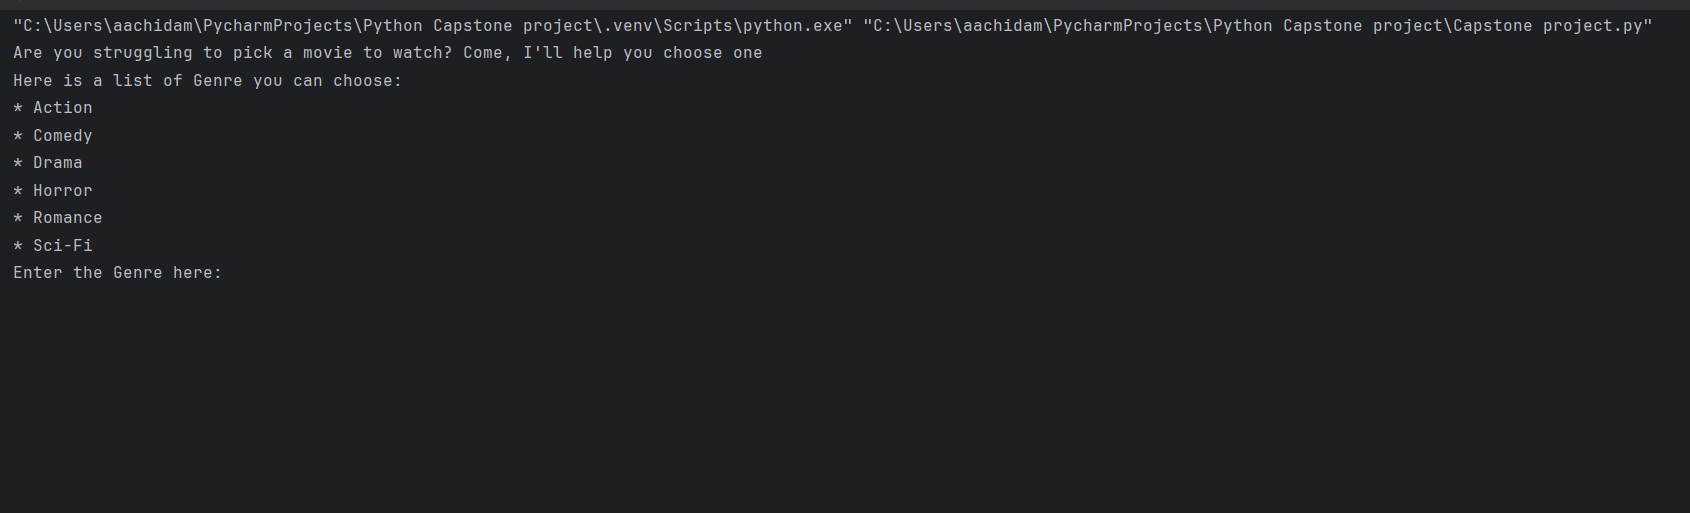 "C:\Users\aachidam\PycharmProjects\Python Capstone project\.venv\Scripts\python.exe" "C:\Users\aachidam\PycharmProjects\Python Capstone project\Capstone project.py"
Are you struggling to pick a movie to watch? Come, I'll help you choose one
Here is a list of Genre you can choose:
* Action
* Comedy
* Drama
* Horror
* Romance
* Sci-Fi
Enter the Genre here: